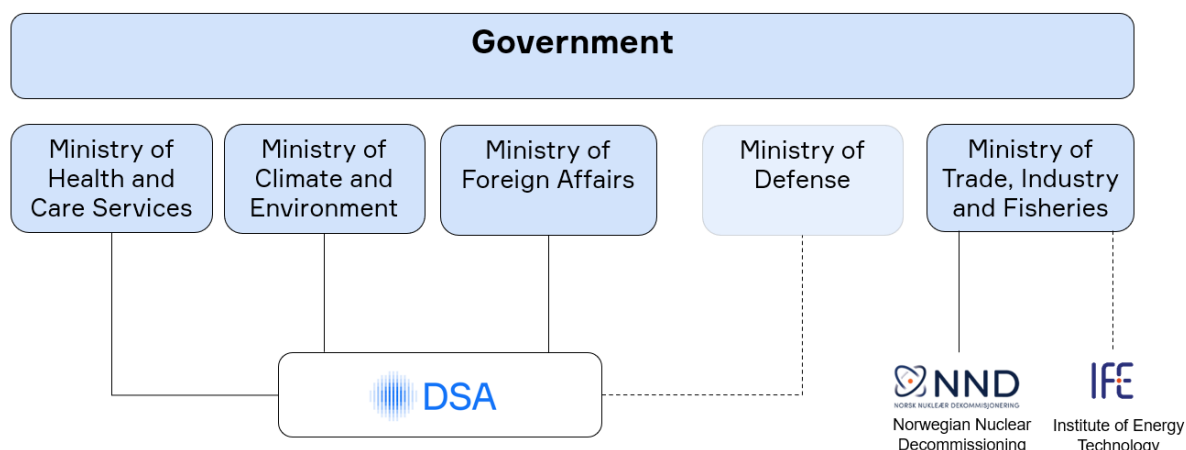 Government
Ministry of
Health and
Care Services
Ministry of
Climate and
Environment
Ministry of
Foreign Affairs
Ministry of
Defense
Ministry of
Trade, Industry
and Fisheries
DSA
NND
NORSK NUKLEÆR DEKOMMISJONERING
Norwegian Nuclear
Decommissioning
IFE
Institute of Energy
Technology